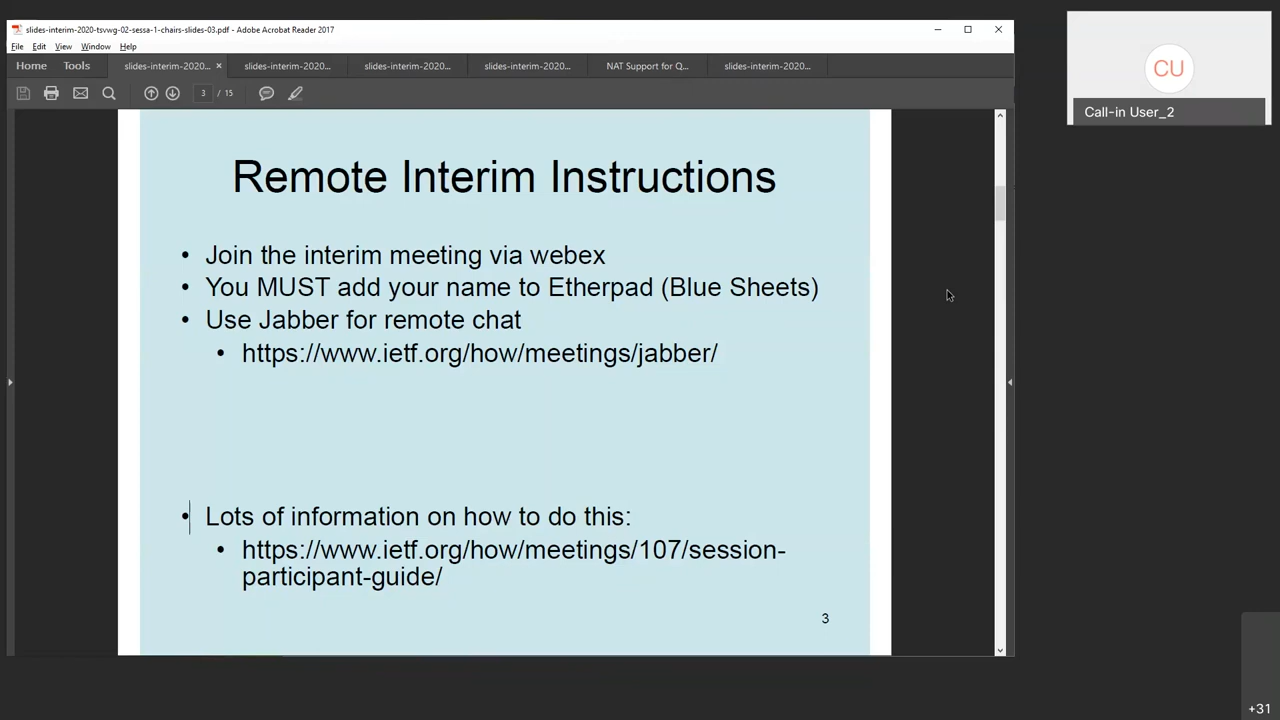 slides-interim-2020-tsvwg-02-sessa-1-chairs-slides-03.pdf - Adobe Acrobat Reader 2017
File Edit View Window Help
Home Tools slides-interim-2020... × slides-interim-2020... slides-interim-2020... slides-interim-2020... NAT Support for Q... slides-interim-2020...
3 / 15
Remote Interim Instructions
• Join the interim meeting via webex
• You MUST add your name to Etherpad (Blue Sheets)
• Use Jabber for remote chat
• https://www.ietf.org/how/meetings/jabber/
• Lots of information on how to do this:
• https://www.ietf.org/how/meetings/107/session-
participant-guide/
3
CU
Call-in User_2
+31